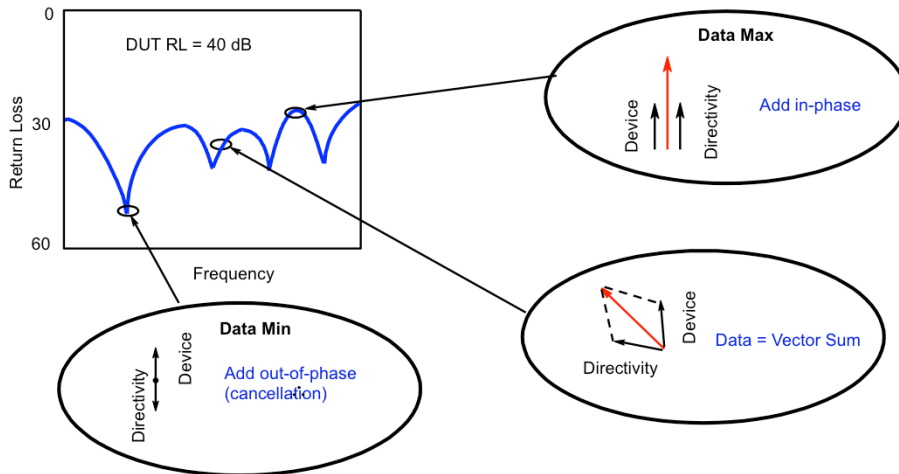 0
30
60
Return Loss
DUT RL = 40 dB
Frequency
Data Max
Device
Directivity
Add in-phase
Data Min
Directivity
Device
Add out-of-phase
(cancellation)
Device
Directivity
Data = Vector Sum